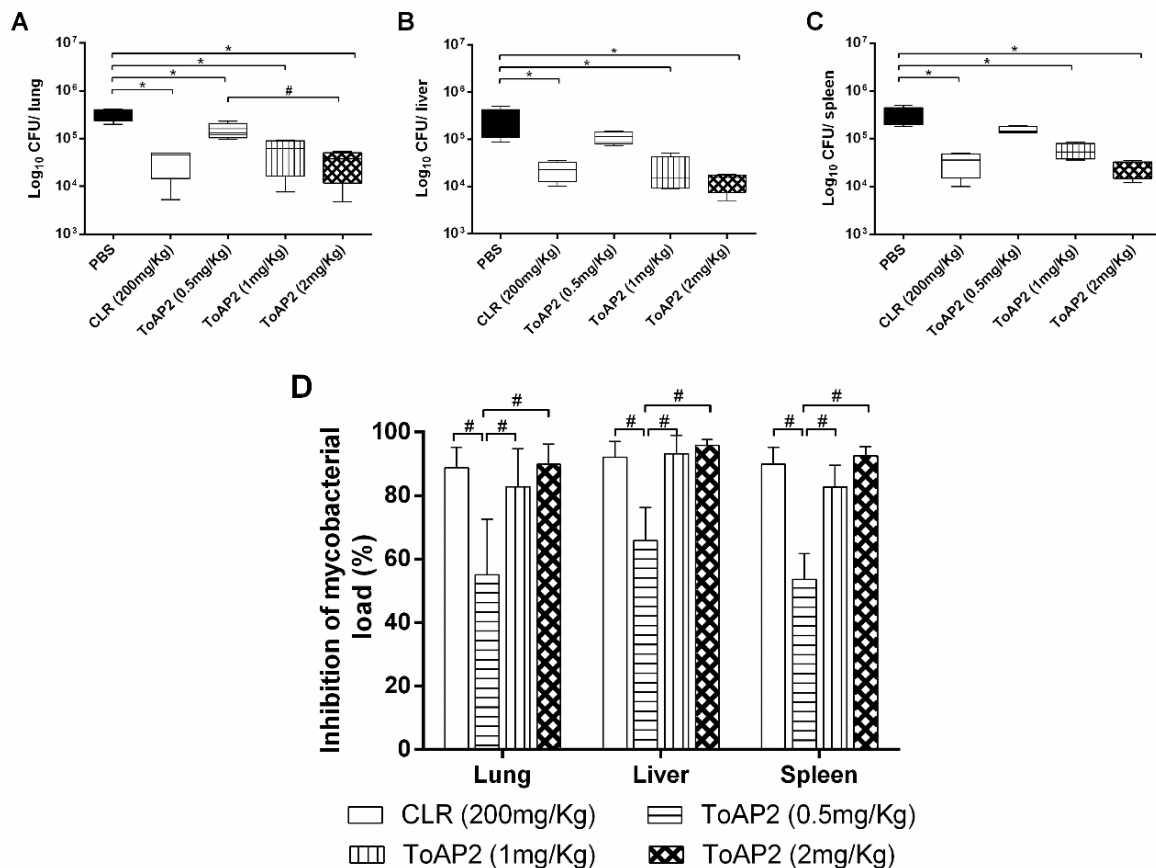 A
Log₁₀ CFU/ lung
10⁷
10⁶
10⁵
10⁴
10³
*
*
*
*
#
PBS
CLR (200mg/Kg)
ToAP2 (0.5mg/Kg)
ToAP2 (1mg/Kg)
ToAP2 (2mg/Kg)
B
Log₁₀ CFU/ liver
10⁷
10⁶
10⁵
10⁴
10³
*
*
*
PBS
CLR (200mg/Kg)
ToAP2 (0.5mg/Kg)
ToAP2 (1mg/Kg)
ToAP2 (2mg/Kg)
C
Log₁₀ CFU/ spleen
10⁷
10⁶
10⁵
10⁴
10³
*
*
*
PBS
CLR (200mg/Kg)
ToAP2 (0.5mg/Kg)
ToAP2 (1mg/Kg)
ToAP2 (2mg/Kg)
D
Inhibition of mycobacterial
load (%)
100
80
60
40
20
0
#
# #
#
# #
#
# #
Lung Liver Spleen
CLR (200mg/Kg) ToAP2 (0.5mg/Kg)
ToAP2 (1mg/Kg) ToAP2 (2mg/Kg)